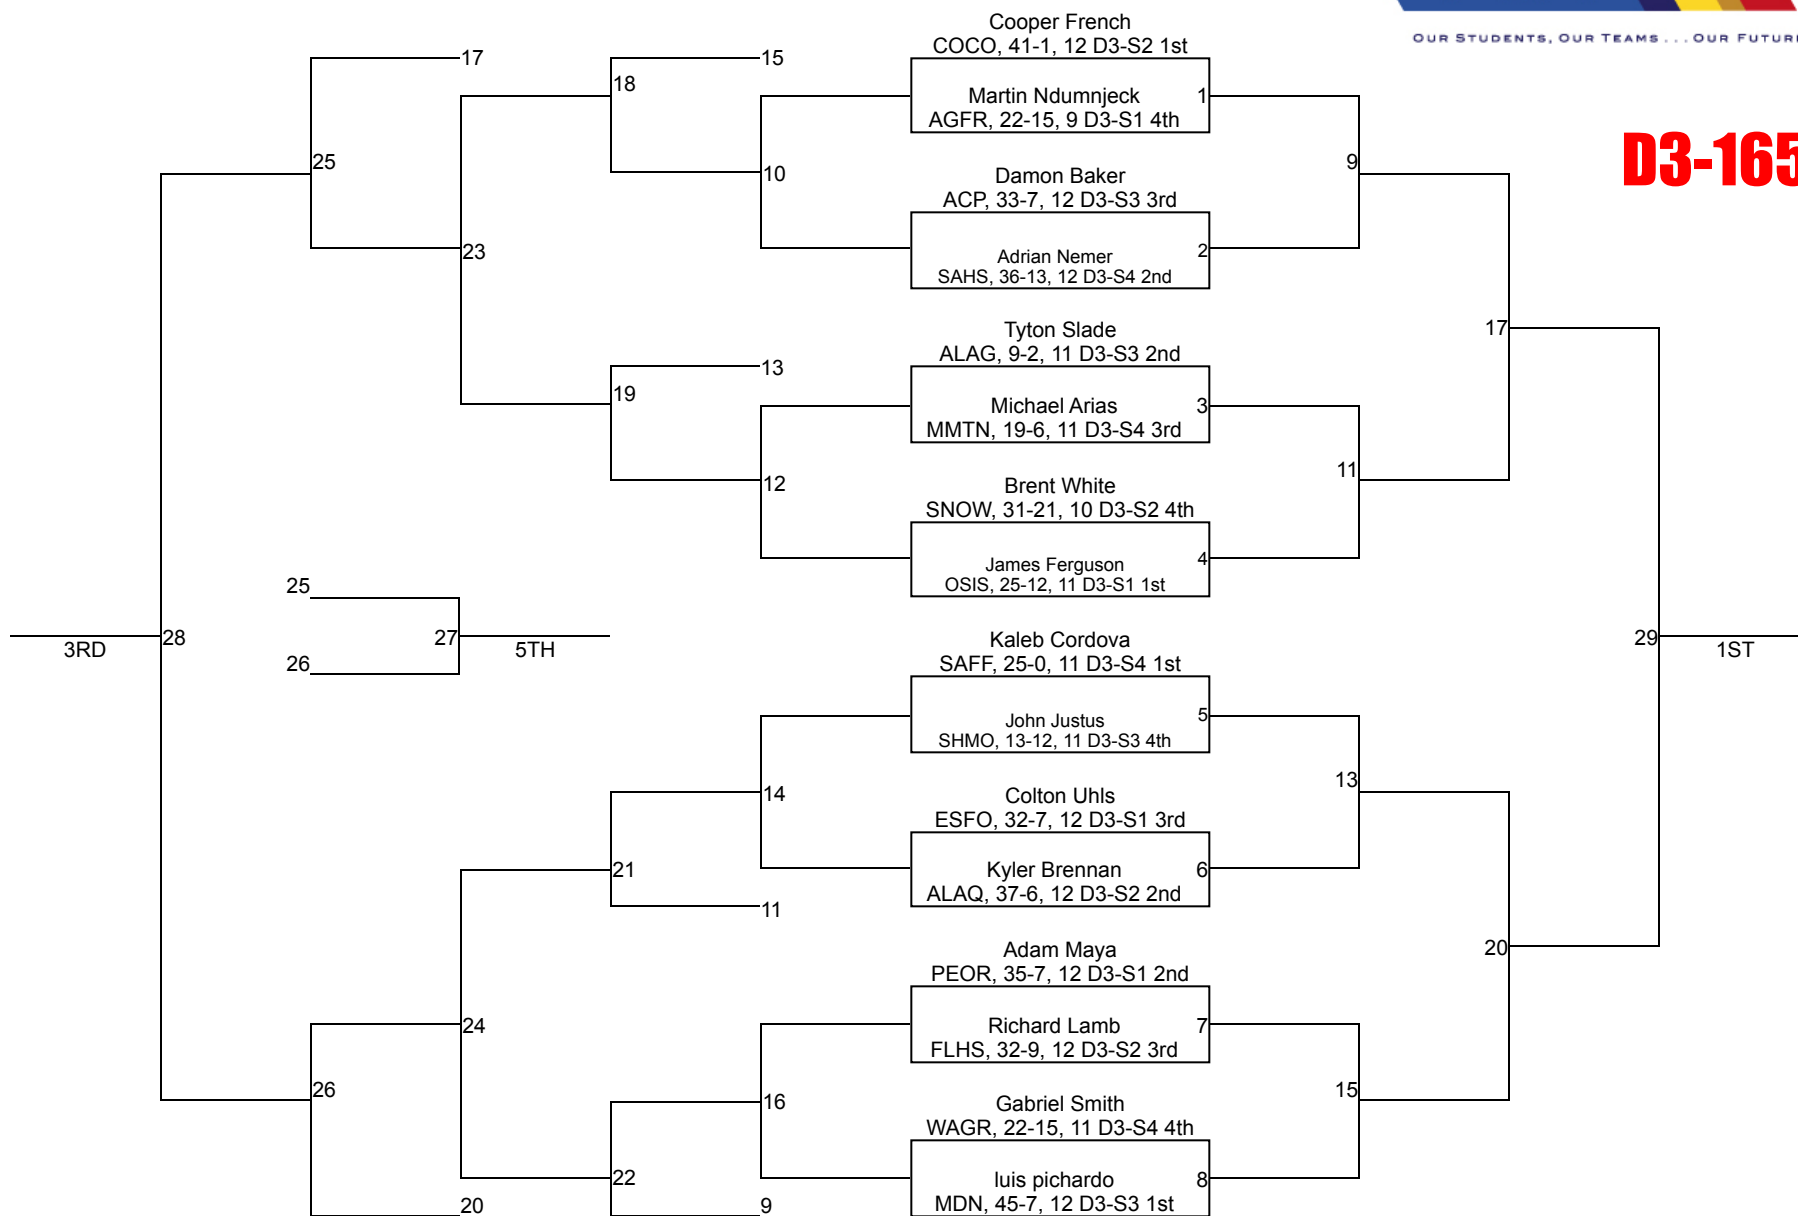 OUR STUDENTS, OUR TEAMS... OUR FUTURE
D3-165
Cooper French
COCO, 41-1, 12 D3-S2 1st
Martin Ndumnjeck
AGFR, 22-15, 9 D3-S1 4th
1
Damon Baker
ACP, 33-7, 12 D3-S3 3rd
Adrian Nemer
SAHS, 36-13, 12 D3-S4 2nd
2
Tyton Slade
ALAG, 9-2, 11 D3-S3 2nd
Michael Arias
MMTN, 19-6, 11 D3-S4 3rd
3
Brent White
SNOW, 31-21, 10 D3-S2 4th
James Ferguson
OSIS, 25-12, 11 D3-S1 1st
4
Kaleb Cordova
SAFF, 25-0, 11 D3-S4 1st
John Justus
SHMO, 13-12, 11 D3-S3 4th
5
Colton Uhls
ESFO, 32-7, 12 D3-S1 3rd
Kyler Brennan
ALAQ, 37-6, 12 D3-S2 2nd
6
Adam Maya
PEOR, 35-7, 12 D3-S1 2nd
Richard Lamb
FLHS, 32-9, 12 D3-S2 3rd
7
Gabriel Smith
WAGR, 22-15, 11 D3-S4 4th
luis pichardo
MDN, 45-7, 12 D3-S3 1st
8
9
11
13
15
17
20
29
1ST
15
10
13
12
14
11
16
9
18
19
21
22
17
23
24
20
25
26
25
26
27
5TH
28
3RD